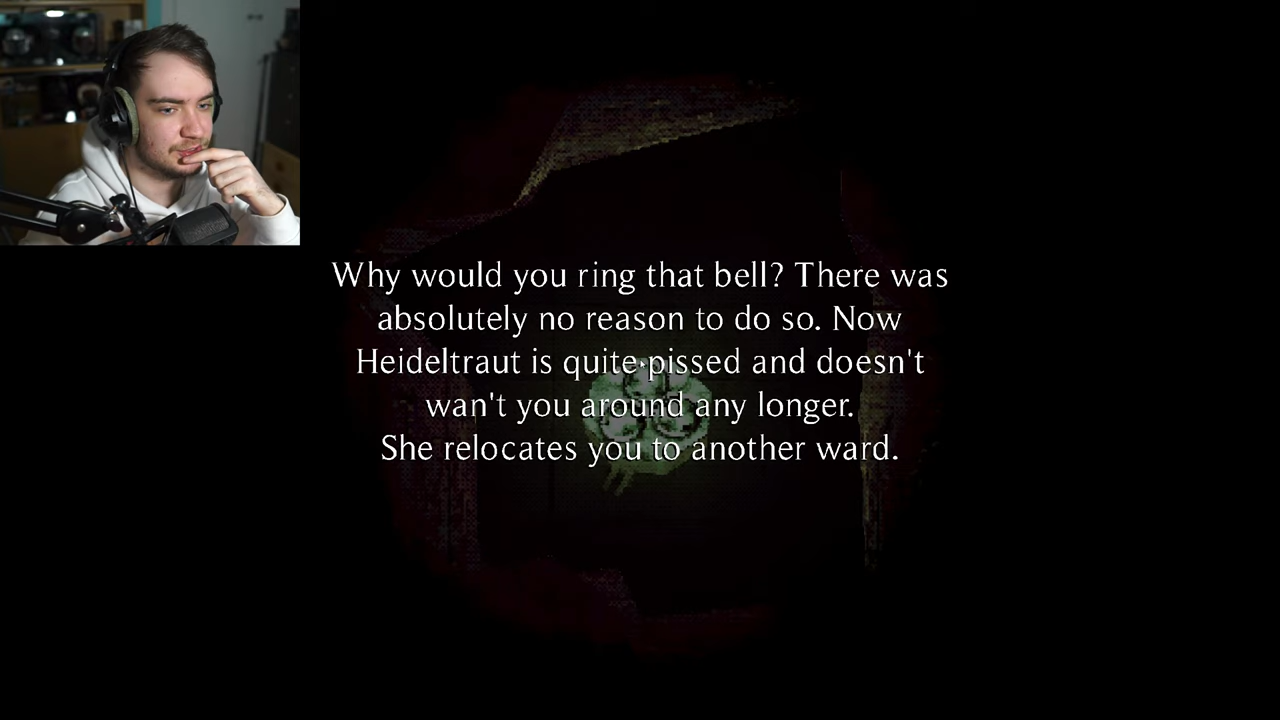 Why would you ring that bell? There was
absolutely no reason to do so. Now
Heideltraut is quite pissed and doesn't
wan't you around any longer.
She relocates you to another ward.